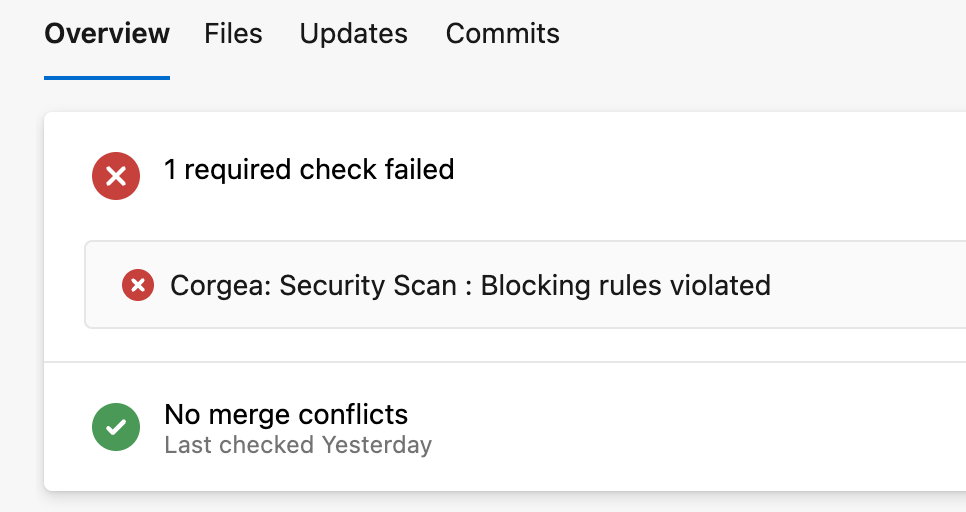 Overview Files Updates Commits
1 required check failed
Corgea: Security Scan : Blocking rules violated
No merge conflicts
Last checked Yesterday